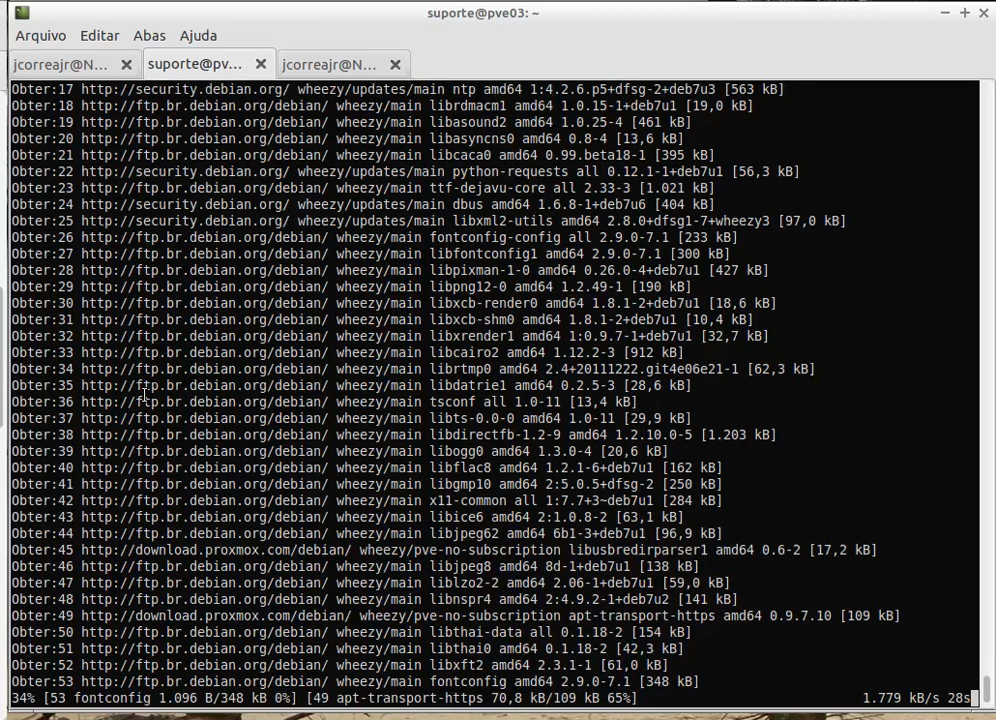 suporte@pve03: ~
Arquivo Editar Abas Ajuda
jcorreajr@N... suporte@pv... jcorreajr@N...
Obter:17 http://security.debian.org/ wheezy/updates/main ntp amd64 1:4.2.6.p5+dfsg-2+deb7u3 [563 kB]
Obter:18 http://ftp.br.debian.org/debian/ wheezy/main librdmacm1 amd64 1.0.15-1+deb7u1 [19,0 kB]
Obter:19 http://ftp.br.debian.org/debian/ wheezy/main libasound2 amd64 1.0.25-4 [461 kB]
Obter:20 http://ftp.br.debian.org/debian/ wheezy/main libasyncns0 amd64 0.8-4 [13,6 kB]
Obter:21 http://ftp.br.debian.org/debian/ wheezy/main libcaca0 amd64 0.99.beta18-1 [395 kB]
Obter:22 http://security.debian.org/ wheezy/updates/main python-requests all 0.12.1-1+deb7u1 [56,3 kB]
Obter:23 http://ftp.br.debian.org/debian/ wheezy/main ttf-dejavu-core all 2.33-3 [1.021 kB]
Obter:24 http://security.debian.org/ wheezy/updates/main dbus amd64 1.6.8-1+deb7u6 [404 kB]
Obter:25 http://security.debian.org/ wheezy/updates/main libxml2-utils amd64 2.8.0+dfsg1-7+wheezy3 [97,0 kB]
Obter:26 http://ftp.br.debian.org/debian/ wheezy/main fontconfig-config all 2.9.0-7.1 [233 kB]
Obter:27 http://ftp.br.debian.org/debian/ wheezy/main libfontconfig1 amd64 2.9.0-7.1 [300 kB]
Obter:28 http://ftp.br.debian.org/debian/ wheezy/main libpixman-1-0 amd64 0.26.0-4+deb7u1 [427 kB]
Obter:29 http://ftp.br.debian.org/debian/ wheezy/main libpng12-0 amd64 1.2.49-1 [190 kB]
Obter:30 http://ftp.br.debian.org/debian/ wheezy/main libxcb-render0 amd64 1.8.1-2+deb7u1 [18,6 kB]
Obter:31 http://ftp.br.debian.org/debian/ wheezy/main libxcb-shm0 amd64 1.8.1-2+deb7u1 [10,4 kB]
Obter:32 http://ftp.br.debian.org/debian/ wheezy/main libxrender1 amd64 1:0.9.7-1+deb7u1 [32,7 kB]
Obter:33 http://ftp.br.debian.org/debian/ wheezy/main libcairo2 amd64 1.12.2-3 [912 kB]
Obter:34 http://ftp.br.debian.org/debian/ wheezy/main librtmp0 amd64 2.4+20111222.git4e06e21-1 [62,3 kB]
Obter:35 http://ftp.br.debian.org/debian/ wheezy/main libdatrie1 amd64 0.2.5-3 [28,6 kB]
Obter:36 http://ftp.br.debian.org/debian/ wheezy/main tsconf all 1.0-11 [13,4 kB]
Obter:37 http://ftp.br.debian.org/debian/ wheezy/main libts-0.0-0 amd64 1.0-11 [29,9 kB]
Obter:38 http://ftp.br.debian.org/debian/ wheezy/main libdirectfb-1.2-9 amd64 1.2.10.0-5 [1.203 kB]
Obter:39 http://ftp.br.debian.org/debian/ wheezy/main libogg0 amd64 1.3.0-4 [20,6 kB]
Obter:40 http://ftp.br.debian.org/debian/ wheezy/main libflac8 amd64 1.2.1-6+deb7u1 [162 kB]
Obter:41 http://ftp.br.debian.org/debian/ wheezy/main libgmp10 amd64 2:5.0.5+dfsg-2 [250 kB]
Obter:42 http://ftp.br.debian.org/debian/ wheezy/main x11-common all 1:7.7+3~deb7u1 [284 kB]
Obter:43 http://ftp.br.debian.org/debian/ wheezy/main libice6 amd64 2:1.0.8-2 [63,1 kB]
Obter:44 http://ftp.br.debian.org/debian/ wheezy/main libjpeg62 amd64 6b1-3+deb7u1 [96,9 kB]
Obter:45 http://download.proxmox.com/debian/ wheezy/pve-no-subscription libusbredirparser1 amd64 0.6-2 [17,2 kB]
Obter:46 http://ftp.br.debian.org/debian/ wheezy/main libjpeg8 amd64 8d-1+deb7u1 [138 kB]
Obter:47 http://ftp.br.debian.org/debian/ wheezy/main liblzo2-2 amd64 2.06-1+deb7u1 [59,0 kB]
Obter:48 http://ftp.br.debian.org/debian/ wheezy/main libnspr4 amd64 2:4.9.2-1+deb7u2 [141 kB]
Obter:49 http://download.proxmox.com/debian/ wheezy/pve-no-subscription apt-transport-https amd64 0.9.7.10 [109 kB]
Obter:50 http://ftp.br.debian.org/debian/ wheezy/main libthai-data all 0.1.18-2 [154 kB]
Obter:51 http://ftp.br.debian.org/debian/ wheezy/main libthai0 amd64 0.1.18-2 [42,3 kB]
Obter:52 http://ftp.br.debian.org/debian/ wheezy/main libxft2 amd64 2.3.1-1 [61,0 kB]
Obter:53 http://ftp.br.debian.org/debian/ wheezy/main fontconfig amd64 2.9.0-7.1 [348 kB]
34% [53 fontconfig 1.096 B/348 kB 0%] [49 apt-transport-https 70,8 kB/109 kB 65%] 1.779 kB/s 28s